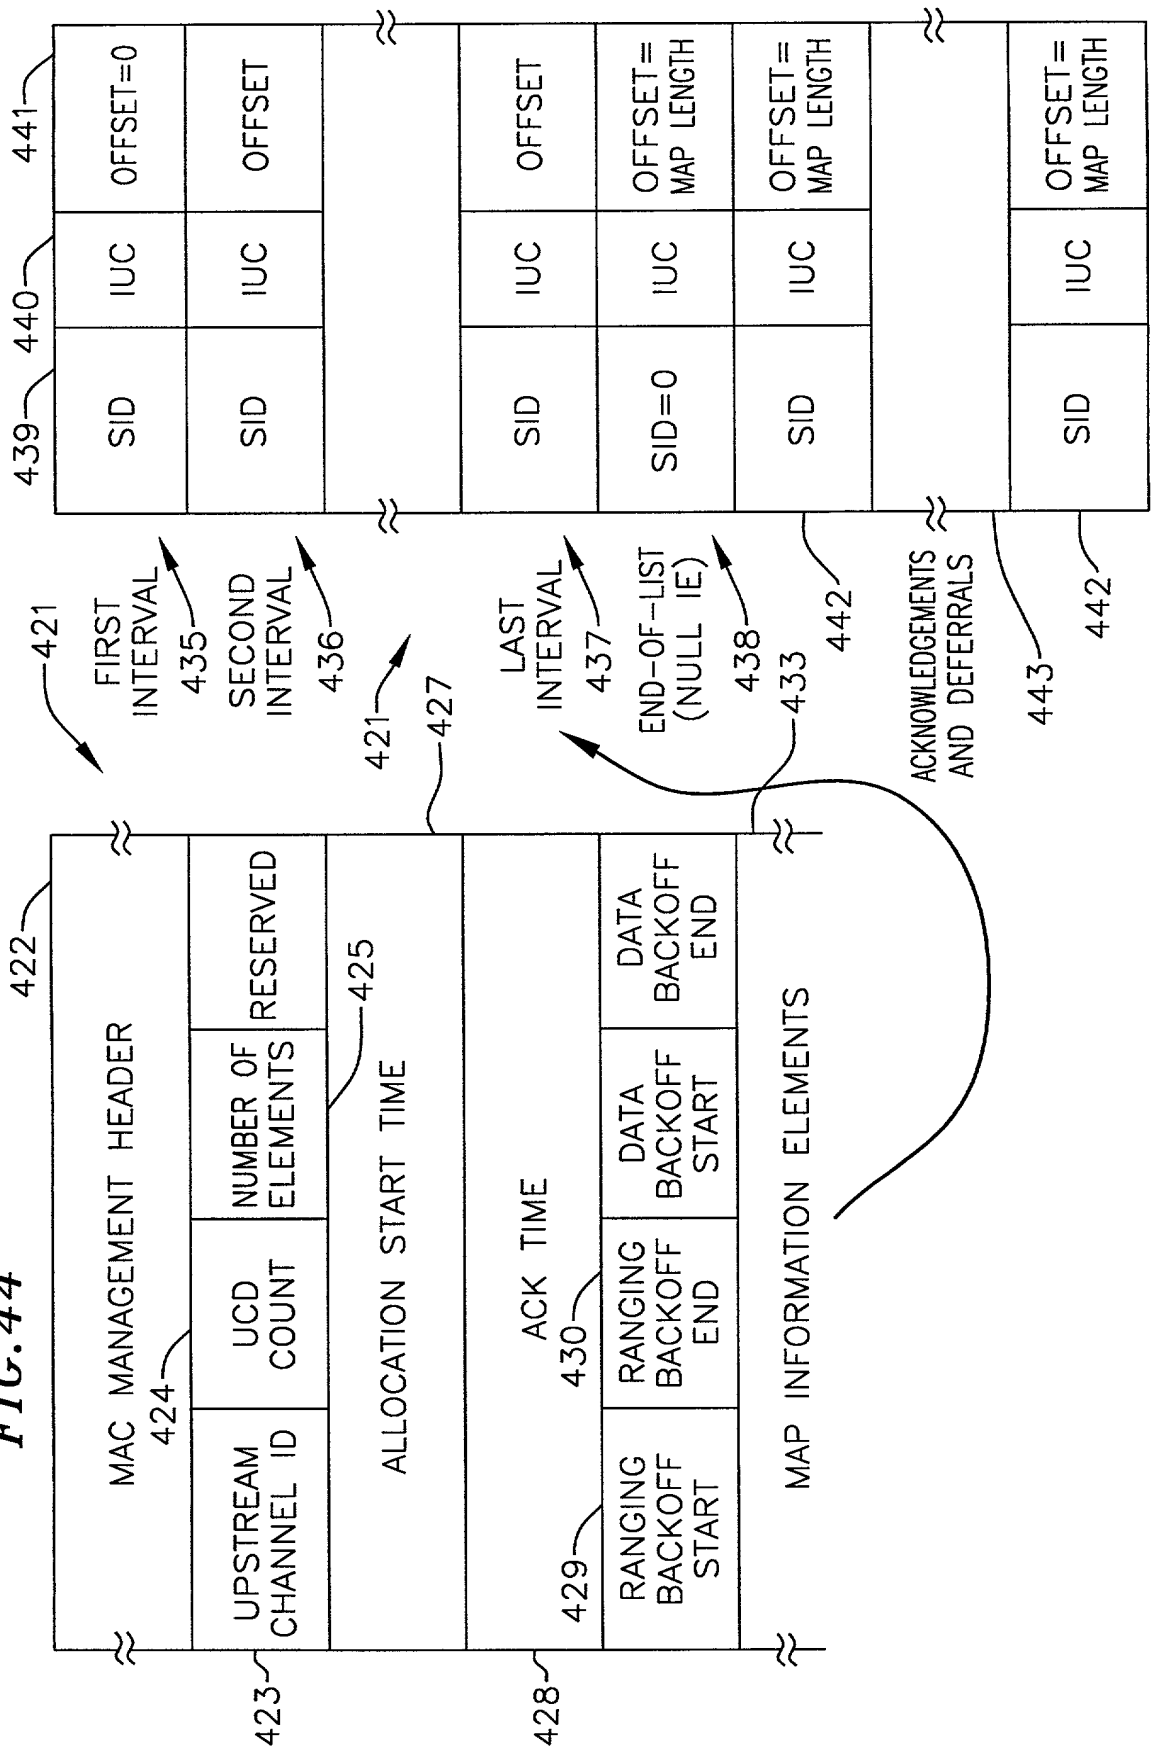 FIG. 44
421
422
MAC MANAGEMENT HEADER
424
423
UPSTREAM
CHANNEL ID
UCD
COUNT
NUMBER OF
ELEMENTS
RESERVED
425
ALLOCATION START TIME
427
428
ACK TIME
429
430
RANGING
BACKOFF
START
RANGING
BACKOFF
END
DATA
BACKOFF
START
DATA
BACKOFF
END
433
MAP INFORMATION ELEMENTS
421
439
440
441
FIRST
INTERVAL
435
SID
IUC
OFFSET=0
SECOND
INTERVAL
436
SID
IUC
OFFSET
LAST
INTERVAL
437
SID
IUC
OFFSET
END-OF-LIST
(NULL IE)
438
SID=0
IUC
OFFSET=
MAP LENGTH
442
SID
IUC
OFFSET=
MAP LENGTH
ACKNOWLEDGEMENTS
AND DEFERRALS
443
442
SID
IUC
OFFSET=
MAP LENGTH